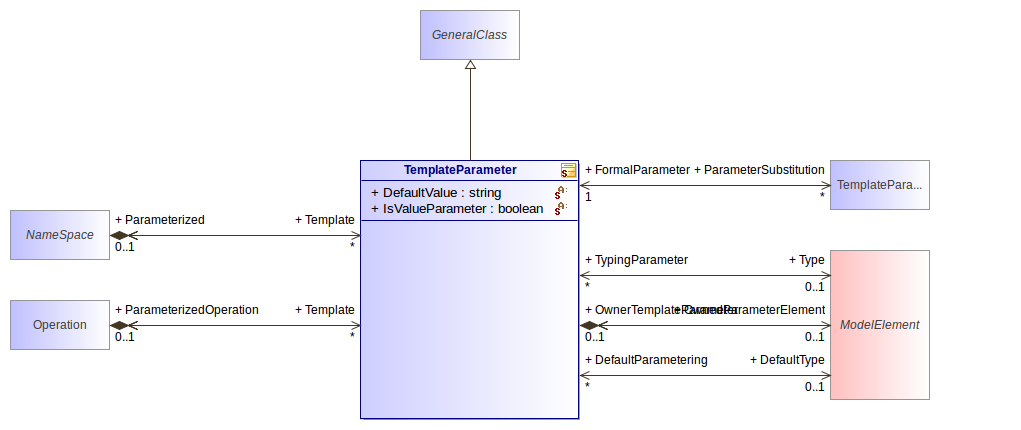 GeneralClass
TemplateParameter
+ DefaultValue : string
+ IsValueParameter : boolean
+ FormalParameter
+ ParameterSubstitution
1
*
TemplatePara...
NameSpace
+ Parameterized
+ Template
0..1
*
Operation
+ ParameterizedOperation
+ Template
0..1
*
+ TypingParameter
+ Type
*
0..1
+ OwnerTemplateParameter
+ OwnedParameterElement
0..1
0..1
+ DefaultParametering
+ DefaultType
*
0..1
ModelElement